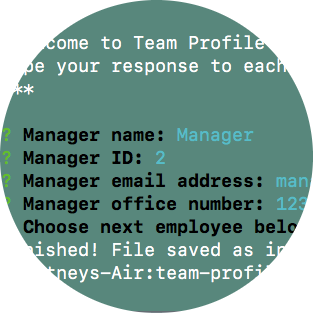 come to Team Profile
pe your response to each
**
? Manager name: Manager
? Manager ID: 2
? Manager email address: man
? Manager office number: 123
Choose next employee belo
nished! File saved as in
tneys-Air:team-profi